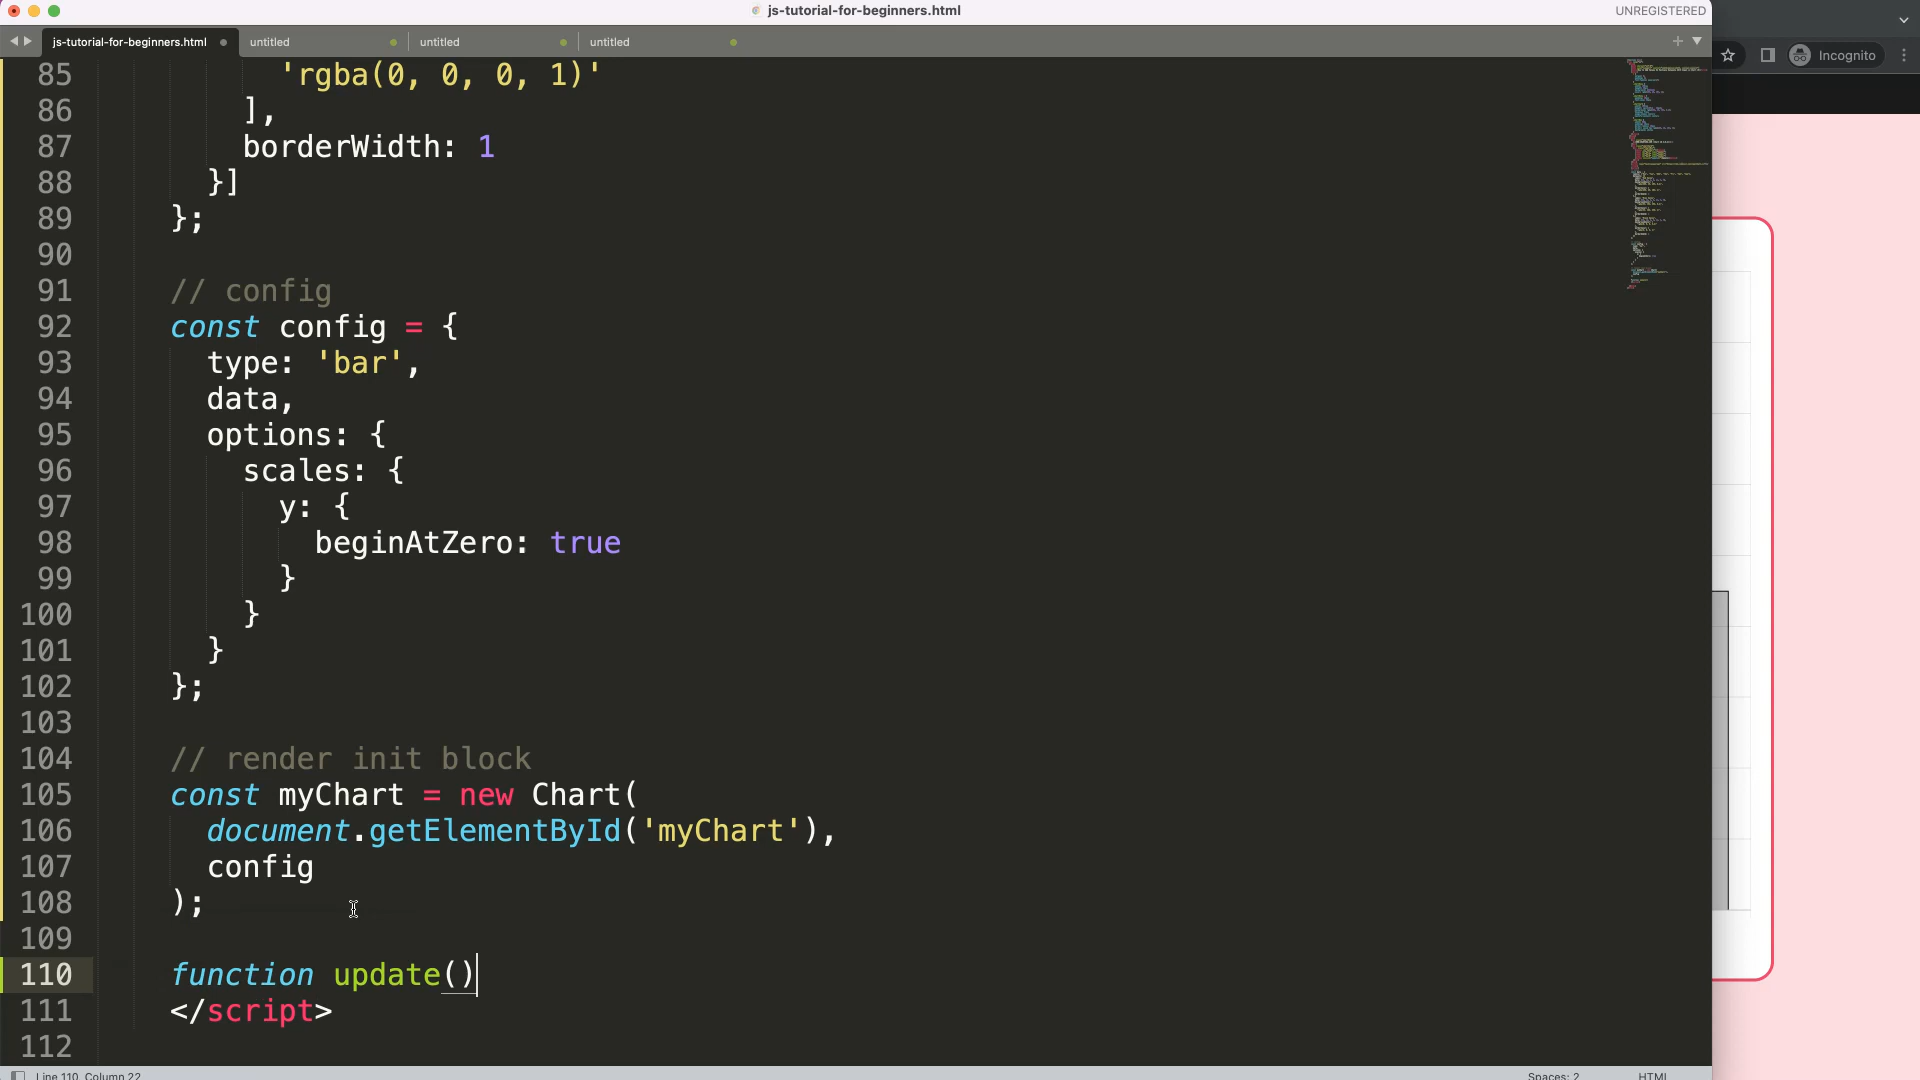 js-tutorial-for-beginners.html
UNREGISTERED
js-tutorial-for-beginners.html
untitled
untitled
untitled
Incognito
85 'rgba(0, 0, 0, 1)'
86 ],
87 borderWidth: 1
88 }]
89 };
90
91 // config
92 const config = {
93 type: 'bar',
94 data,
95 options: {
96 scales: {
97 y: {
98 beginAtZero: true
99 }
100 }
101 }
102 };
103
104 // render init block
105 const myChart = new Chart(
106 document.getElementById('myChart'),
107 config
108 );
109
110 function update()
111 </script>
112
Line 110, Column 22
Spaces: 2
HTML